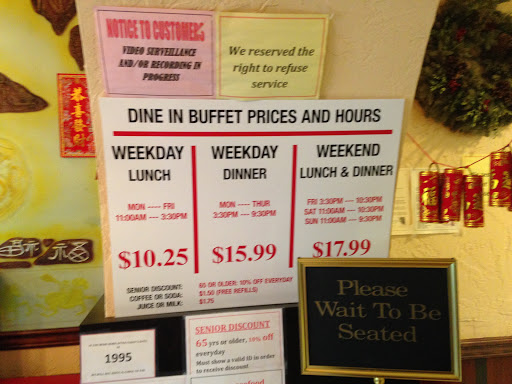 NOTICE TO CUSTOMERS
VIDEO SURVEILLANCE
AND/OR RECORDING IN
PROGRESS
We reserved the
right to refuse
service
恭喜發財
DINE IN BUFFET PRICES AND HOURS
WEEKDAY
LUNCH
MON --- FRI
11:00AM --- 3:30PM
$10.25
WEEKDAY
DINNER
MON --- THUR
3:30PM --- 9:30PM
$15.99
WEEKEND
LUNCH & DINNER
FRI 3:30PM --- 10:30PM
SAT 11:00AM --- 10:30PM
SUN 11:00AM --- 9:30PM
$17.99
SENIOR DISCOUNT: 65 OR OLDER: 10% OFF EVERYDAY
COFFEE OR SODA: $1.50 (FREE REFILLS)
JUICE OR MILK: $1.75
Please
Wait To Be
Seated
1995
SENIOR DISCOUNT
65 yrs or older, 10% off
everyday
Must show a valid ID in order
to receive discount